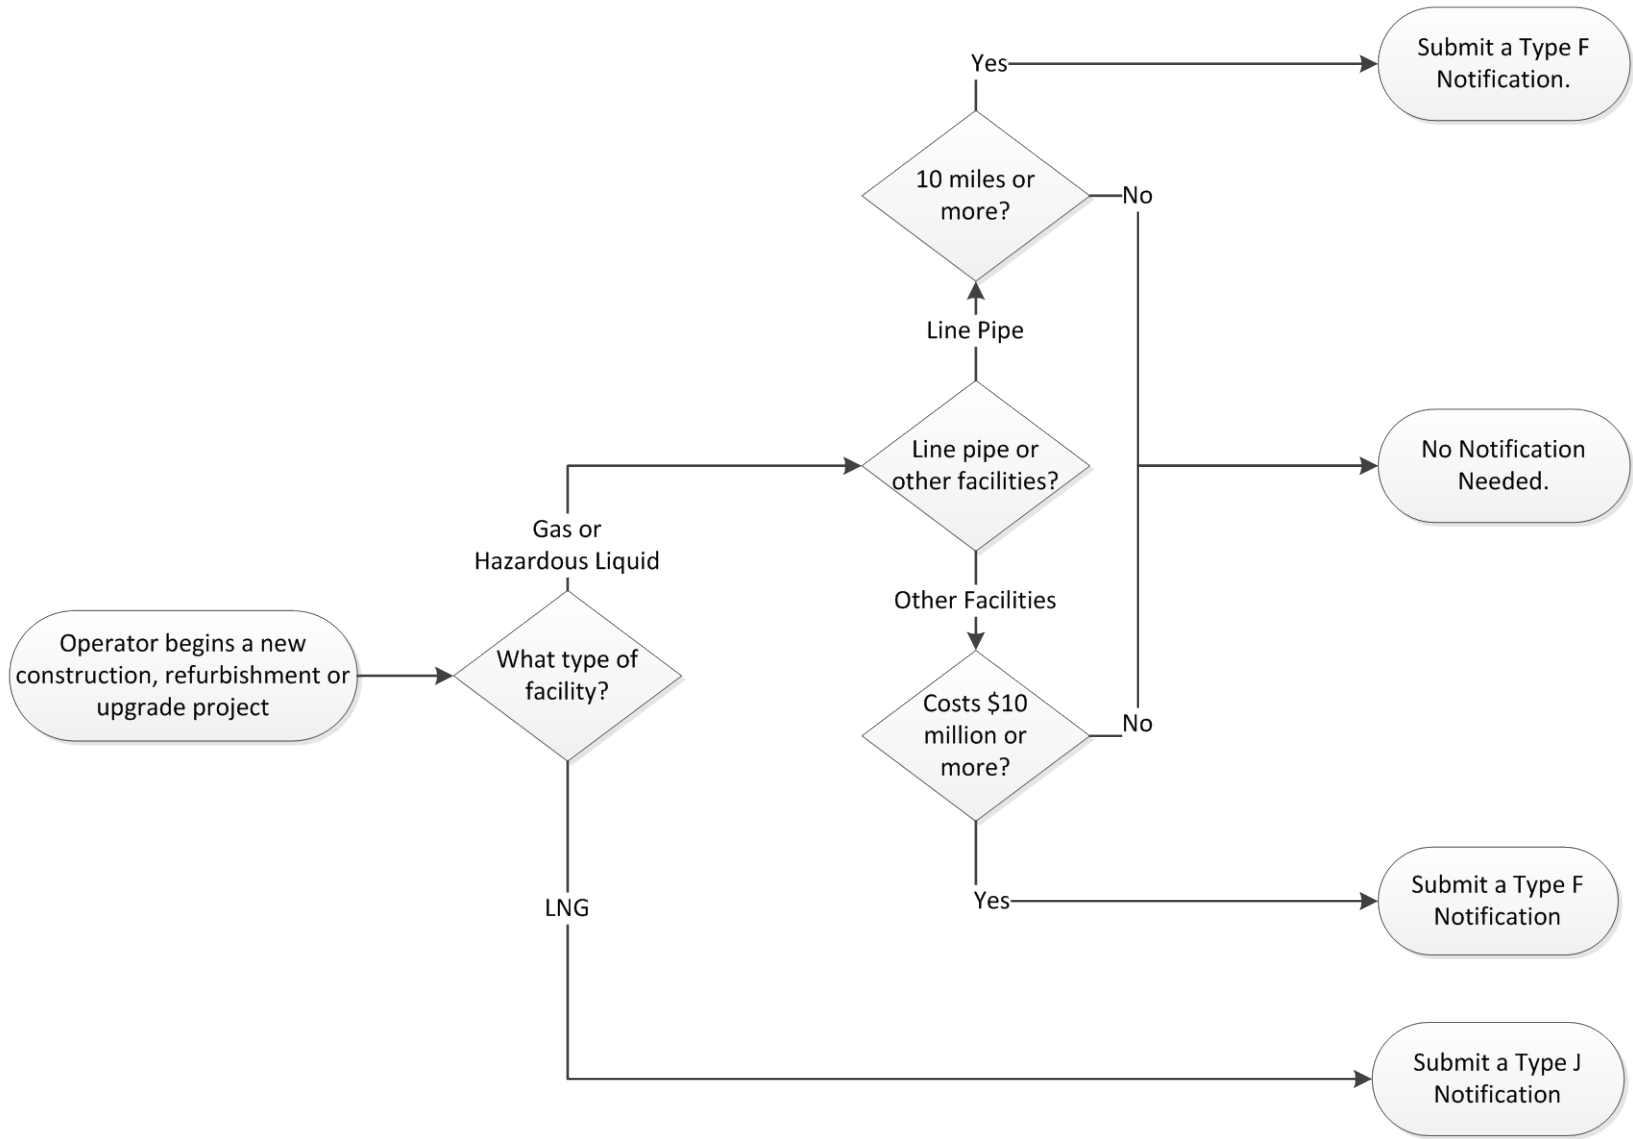 Yes
Submit a Type F
Notification.
10 miles or
more?
No
Line Pipe
Line pipe or
other facilities?
No Notification
Needed.
Gas or
Hazardous Liquid
Operator begins a new
construction, refurbishment or
upgrade project
What type of
facility?
Other Facilities
Costs $10
million or
more?
No
Yes
Submit a Type F
Notification
LNG
Submit a Type J
Notification